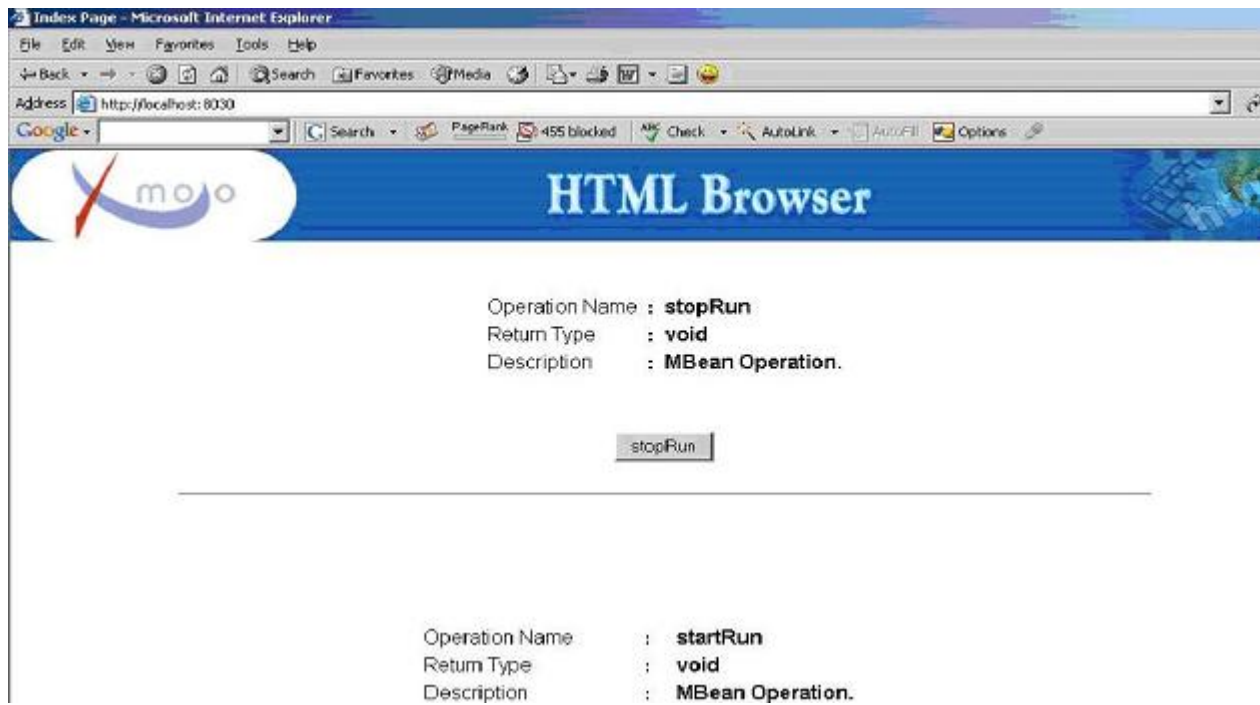 Index Page - Microsoft Internet Explorer
File Edit View Favorites Tools Help
Back Search Favorites Media
Address http://localhost:8030
Google Search PageRank 455 blocked Check AutoLink AutoFill Options
Xmojo HTML Browser
Operation Name : stopRun
Return Type : void
Description : MBean Operation.
stopRun
Operation Name : startRun
Return Type : void
Description : MBean Operation.